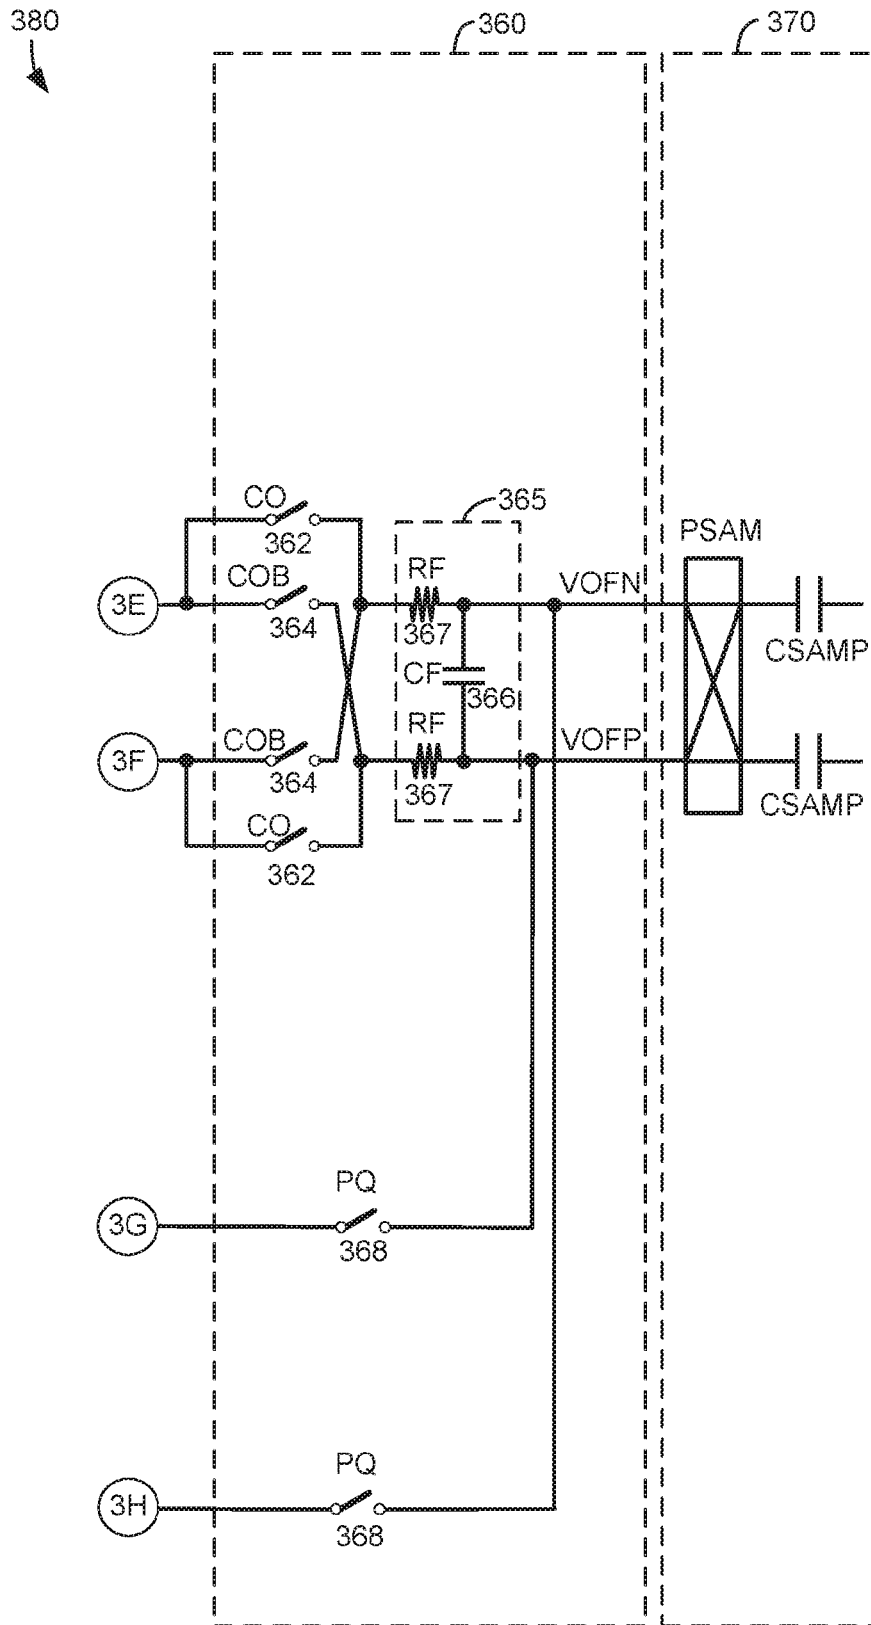 380
360
370
CO
362
365
PSAM
3E
COB
364
RF
367
VOFN
CSAMP
CF
366
3F
COB
364
RF
367
VOFP
CSAMP
CO
362
3G
PQ
368
3H
PQ
368